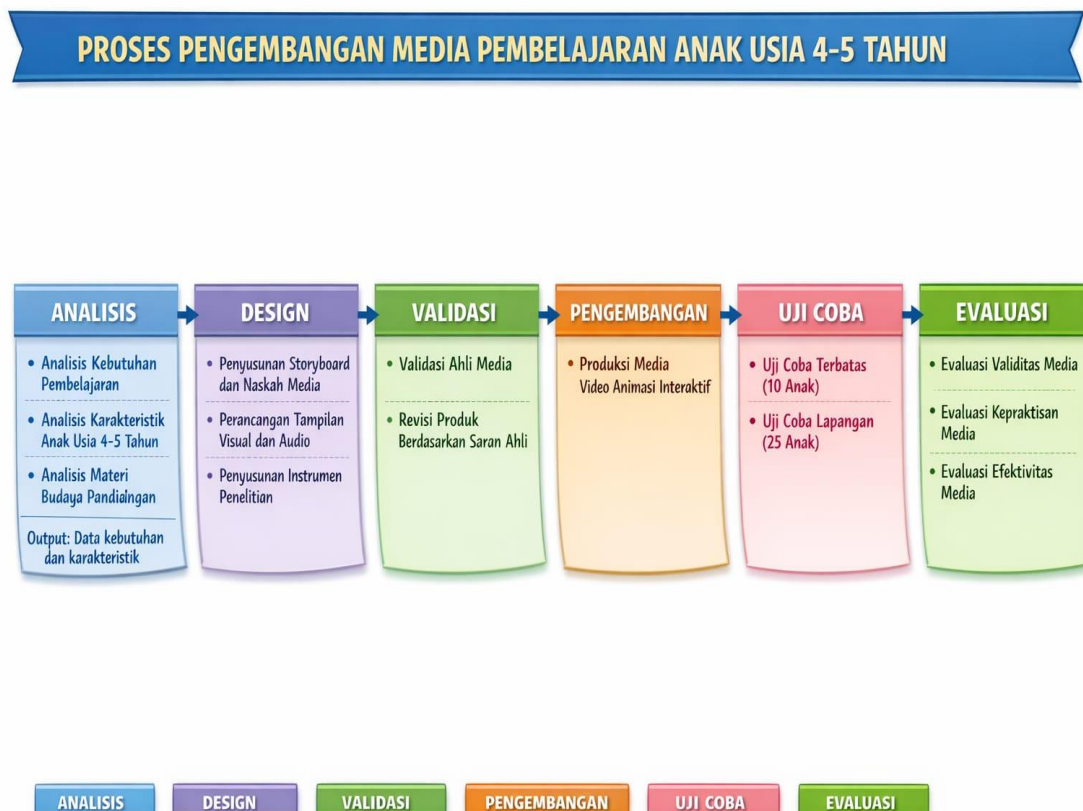 PROSES PENGEMBANGAN MEDIA PEMBELAJARAN ANAK USIA 4-5 TAHUN
ANALISIS
• Analisis Kebutuhan
Pembelajaran
• Analisis Karakteristik
Anak Usia 4-5 Tahun
• Analisis Materi
Budaya Pandialngan
Output: Data kebutuhan
dan karakteristik
DESIGN
• Penyusunan Storyboard
dan Naskah Media
• Perancangan Tampilan
Visual dan Audio
• Penyusunan Instrumen
Penelitian
VALIDASI
• Validasi Ahli Media
• Revisi Produk
Berdasarkan Saran Ahli
PENGEMBANGAN
• Produksi Media
Video Animasi Interaktif
UJI COBA
• Uji Coba Terbatas
(10 Anak)
• Uji Coba Lapangan
(25 Anak)
EVALUASI
• Evaluasi Validitas Media
• Evaluasi Kepraktisan
Media
• Evaluasi Efektivitas
Media
ANALISIS
DESIGN
VALIDASI
PENGEMBANGAN
UJI COBA
EVALUASI